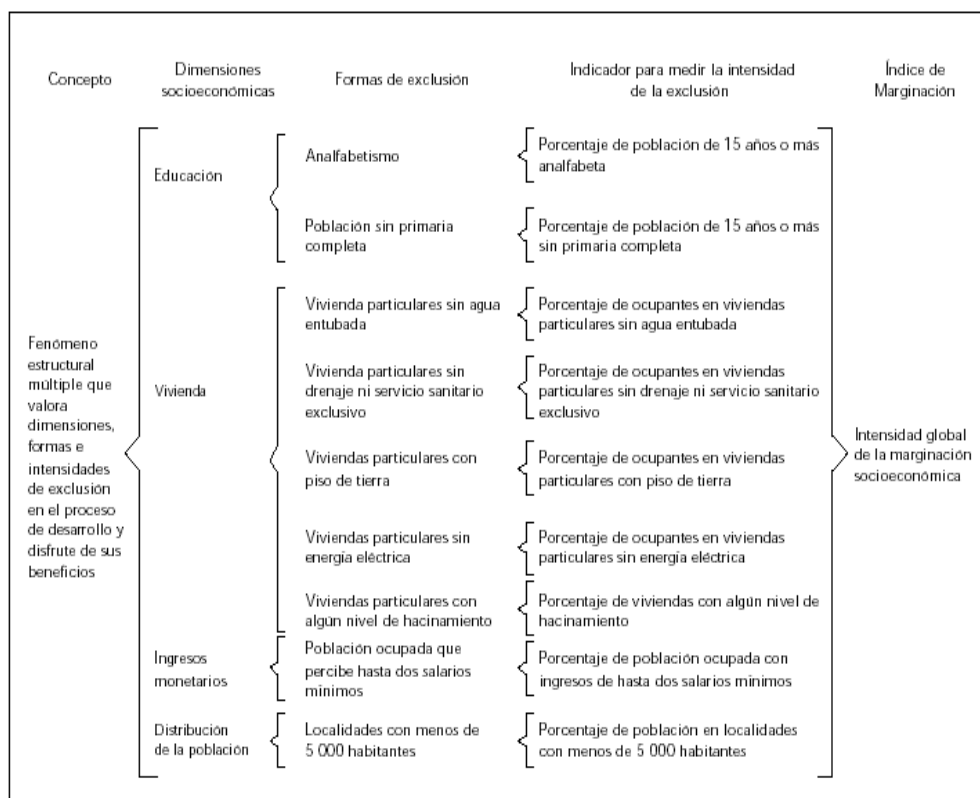 Concepto
Dimensiones
socioeconómicas
Formas de exclusión
Indicador para medir la intensidad
de la exclusión
Índice de
Marginación
Fenómeno
estructural
múltiple que
valora
dimensiones,
formas e
intensidades
de exclusión
en el proceso
de desarrollo y
disfrute de sus
beneficios
Educación
Analfabetismo
Porcentaje de población de 15 años o más
analfabeta
Población sin primaria
completa
Porcentaje de población de 15 años o más
sin primaria completa
Vivienda
Vivienda particulares sin agua
entubada
Porcentaje de ocupantes en viviendas
particulares sin agua entubada
Vivienda particulares sin
drenaje ni servicio sanitario
exclusivo
Porcentaje de ocupantes en viviendas
particulares sin drenaje ni servicio sanitario
exclusivo
Viviendas particulares con
piso de tierra
Porcentaje de ocupantes en viviendas
particulares con piso de tierra
Viviendas particulares sin
energía eléctrica
Porcentaje de ocupantes en viviendas
particulares sin energía eléctrica
Viviendas particulares con
algún nivel de hacinamiento
Porcentaje de viviendas con algún nivel de
hacinamiento
Ingresos
monetarios
Población ocupada que
percibe hasta dos salarios
mínimos
Porcentaje de población ocupada con
ingresos de hasta dos salarios mínimos
Distribución
de la población
Localidades con menos de
5 000 habitantes
Porcentaje de población en localidades
con menos de 5 000 habitantes
Intensidad global
de la marginación
socioeconómica